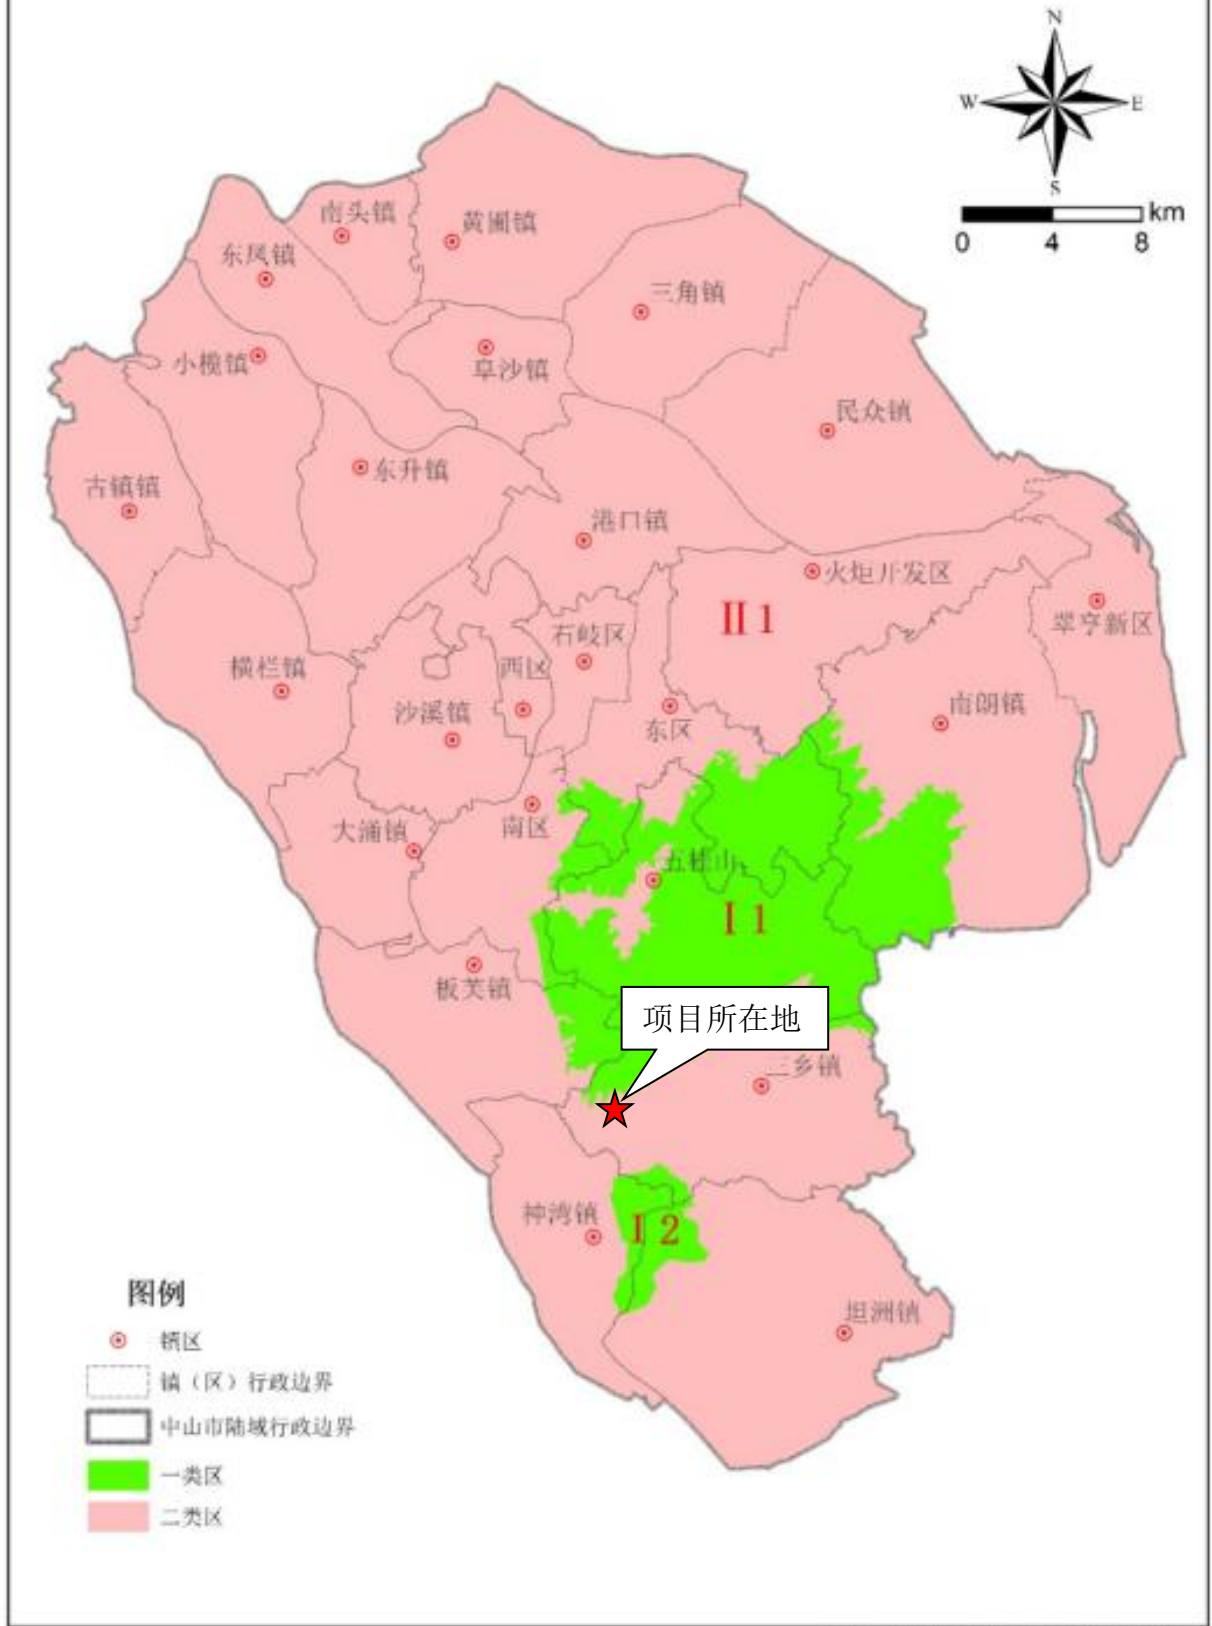 N
W E
S
km
0 4 8
南头镇
黄圃镇
东凤镇
三角镇
小榄镇
阜沙镇
民众镇
东升镇
古镇镇
港口镇
火炬开发区
II 1
翠亨新区
石岐区
横栏镇
西区
南朗镇
沙溪镇
东区
大涌镇
南区
五桂山
I 1
板芙镇
项目所在地
三乡镇
神湾镇
I 2
坦洲镇
图例
镇区
镇（区）行政边界
中山市陆域行政边界
一类区
二类区